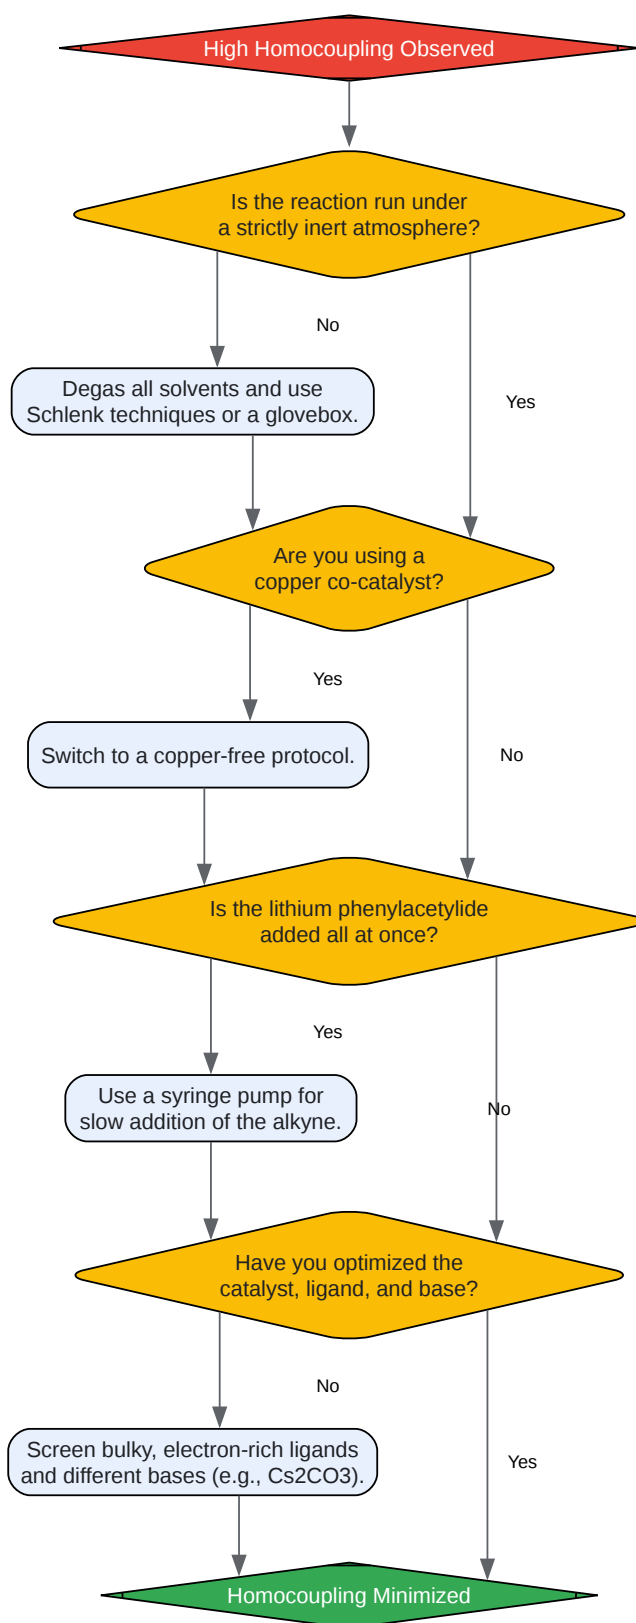 High Homocoupling Observed
Is the reaction run under
a strictly inert atmosphere?
No
Degas all solvents and use
Schlenk techniques or a glovebox.
Yes
Are you using a
copper co-catalyst?
Yes
Switch to a copper-free protocol.
No
Is the lithium phenylacetylide
added all at once?
Yes
Use a syringe pump for
slow addition of the alkyne.
No
Have you optimized the
catalyst, ligand, and base?
No
Screen bulky, electron-rich ligands
and different bases (e.g., Cs2CO3).
Yes
Homocoupling Minimized